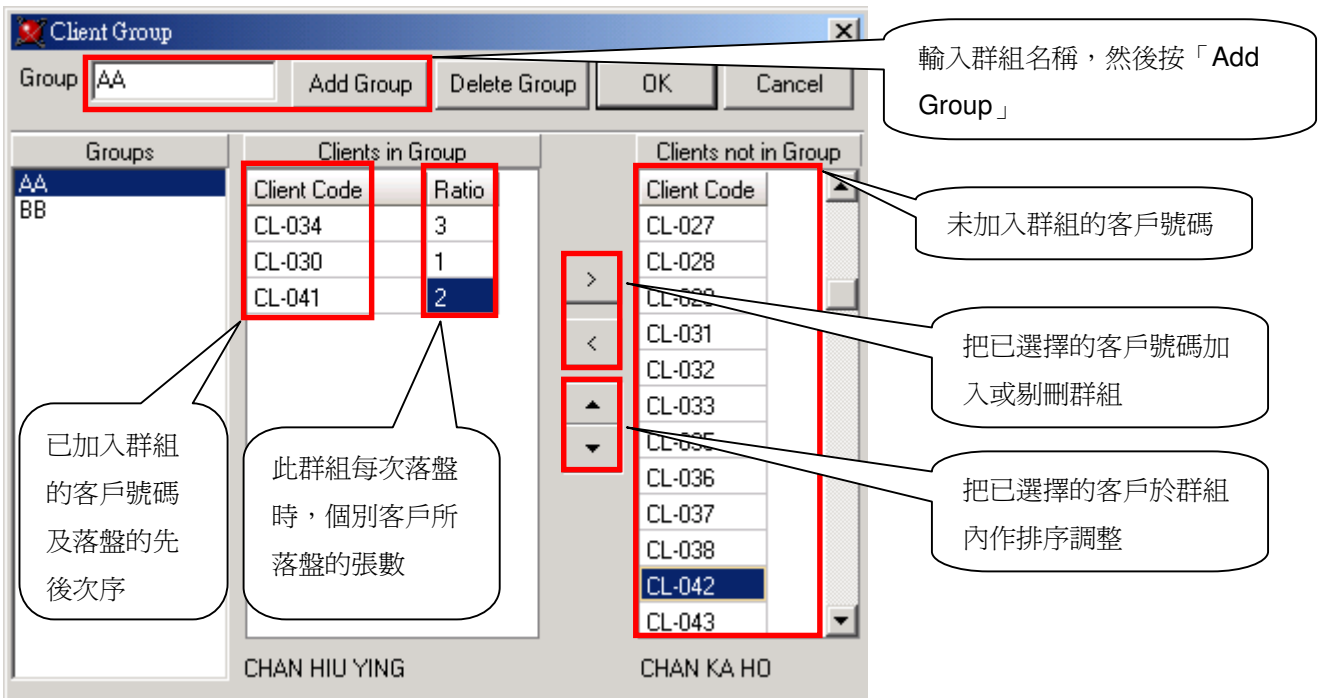 Client Group
Group AA Add Group Delete Group OK Cancel
輸入群組名稱，然後按「Add
Group」
Groups
AA
BB
Clients in Group
Client Code Ratio
CL-034 3
CL-030 1
CL-041 2
>
<
Clients not in Group
Client Code
CL-027
CL-028
CL-029
CL-031
CL-032
CL-033
CL-035
CL-036
CL-037
CL-038
CL-042
CL-043
未加入群組的客戶號碼
把已選擇的客戶號碼加
入或剔刪群組
把已選擇的客戶於群組
內作排序調整
已加入群組
的客戶號碼
及落盤的先
後次序
此群組每次落盤
時，個別客戶所
落盤的張數
CHAN HIU YING
CHAN KA HO